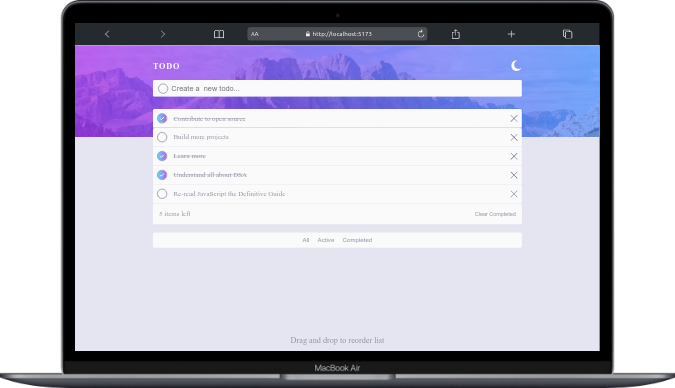 AA http://localhost:5173
TODO
Create a new todo...
Contribute to open source
Build more projects
Learn more
Understand all about DSA
Re-read JavaScript the Definitive Guide
5 items left Clear Completed
All Active Completed
Drag and drop to reorder list
MacBook Air